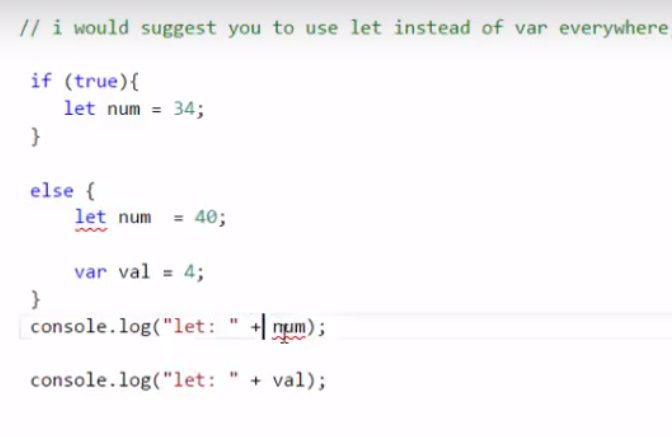 // i would suggest you to use let instead of var everywhere
if (true){
let num = 34;
}
else {
let num  = 40;
var val = 4;
}
console.log("let: " + num);
console.log("let: " + val);